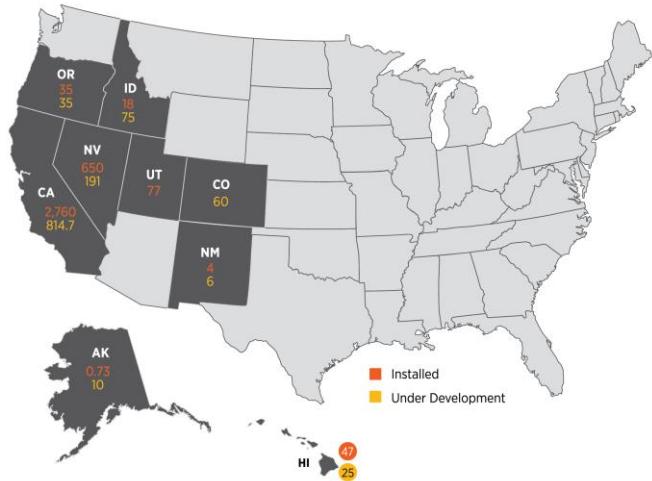 OR
35
35
ID
18
75
NV
650
191
CA
2,760
814.7
UT
77
CO
60
NM
4
6
AK
0.73
10
Installed
Under Development
HI
47
25